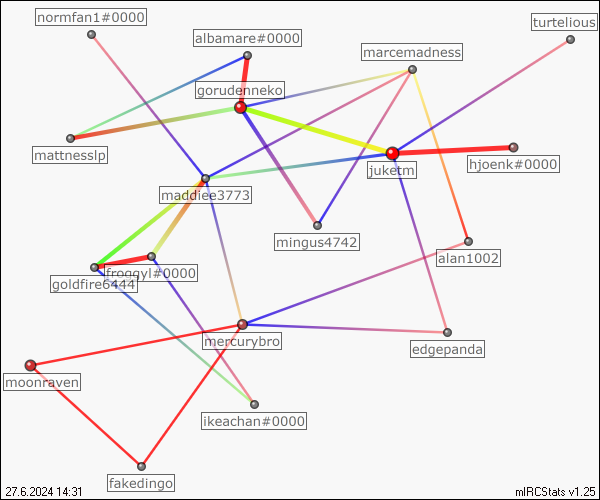 normfan1#0000
turtelious
albamare#0000
marcemadness
gorudenneko
mattnesslp
hjoenk#0000
juketm
maddiee3773
mingus4742
alan1002
froggyl#0000
goldfire6444
mercurybro
edgepanda
moonraven
ikeachan#0000
fakedingo
27.6.2024 14:31
mIRCStats v1.25